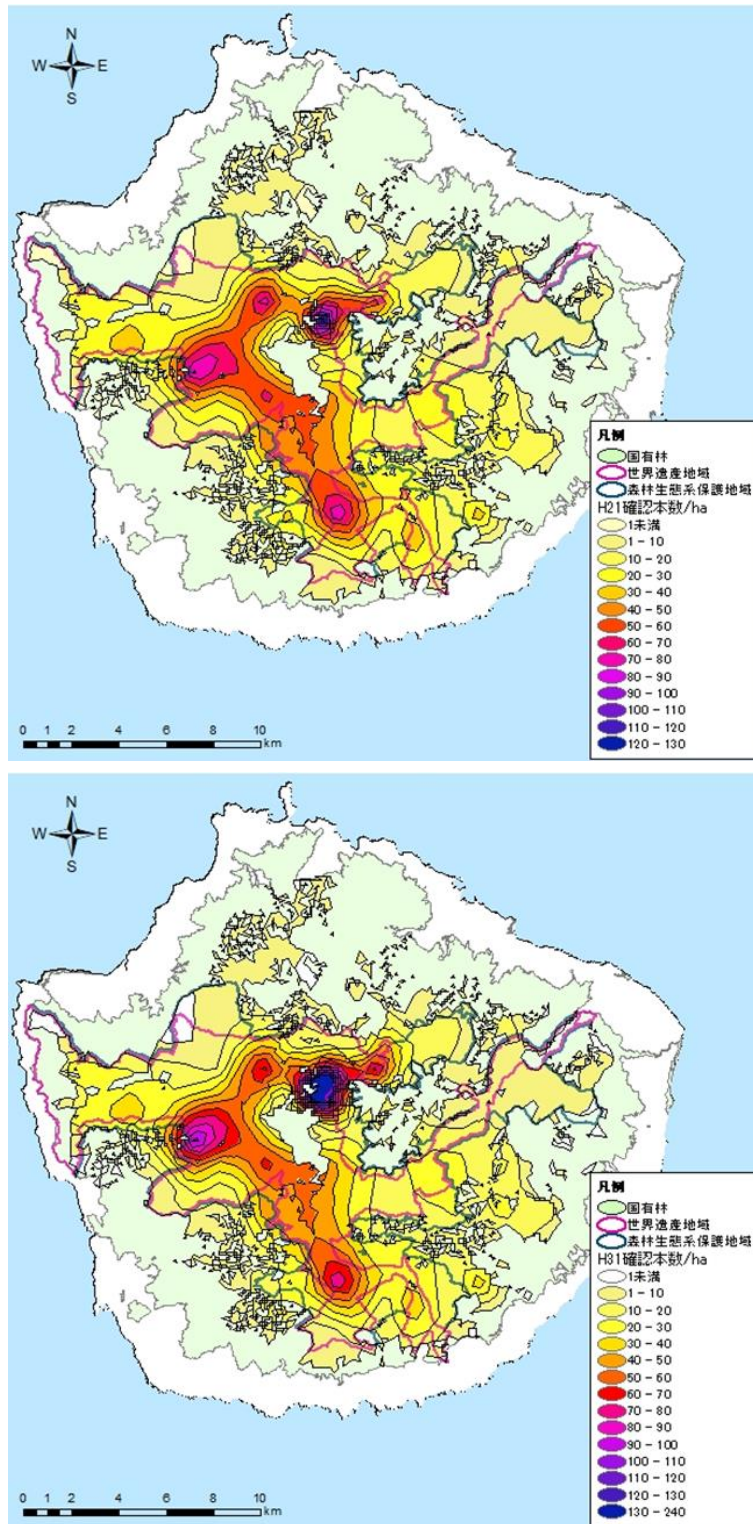 N
W E
S
凡例
国有林
世界遺産地域
森林生態系保護地域
H21確認本数/ha
1未満
1 - 10
10 - 20
20 - 30
30 - 40
40 - 50
50 - 60
60 - 70
70 - 80
80 - 90
90 - 100
100 - 110
110 - 120
120 - 130
0 1 2 4 6 8 10
km
N
W E
S
凡例
国有林
世界遺産地域
森林生態系保護地域
H31確認本数/ha
1未満
1 - 10
10 - 20
20 - 30
30 - 40
40 - 50
50 - 60
60 - 70
70 - 80
80 - 90
90 - 100
100 - 110
110 - 120
120 - 130
130 - 240
0 1 2 4 6 8 10
km